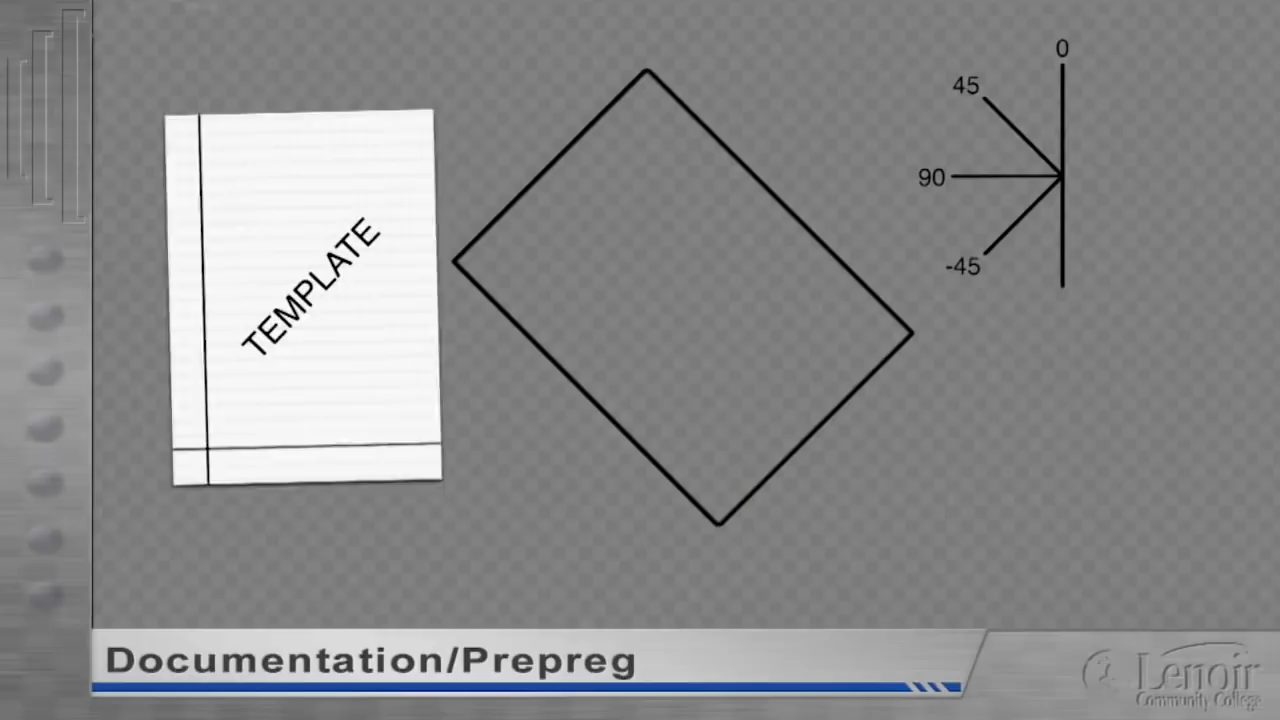 0
45
90
-45
TEMPLATE
Documentation/Prepreg
Lenoir
Community College